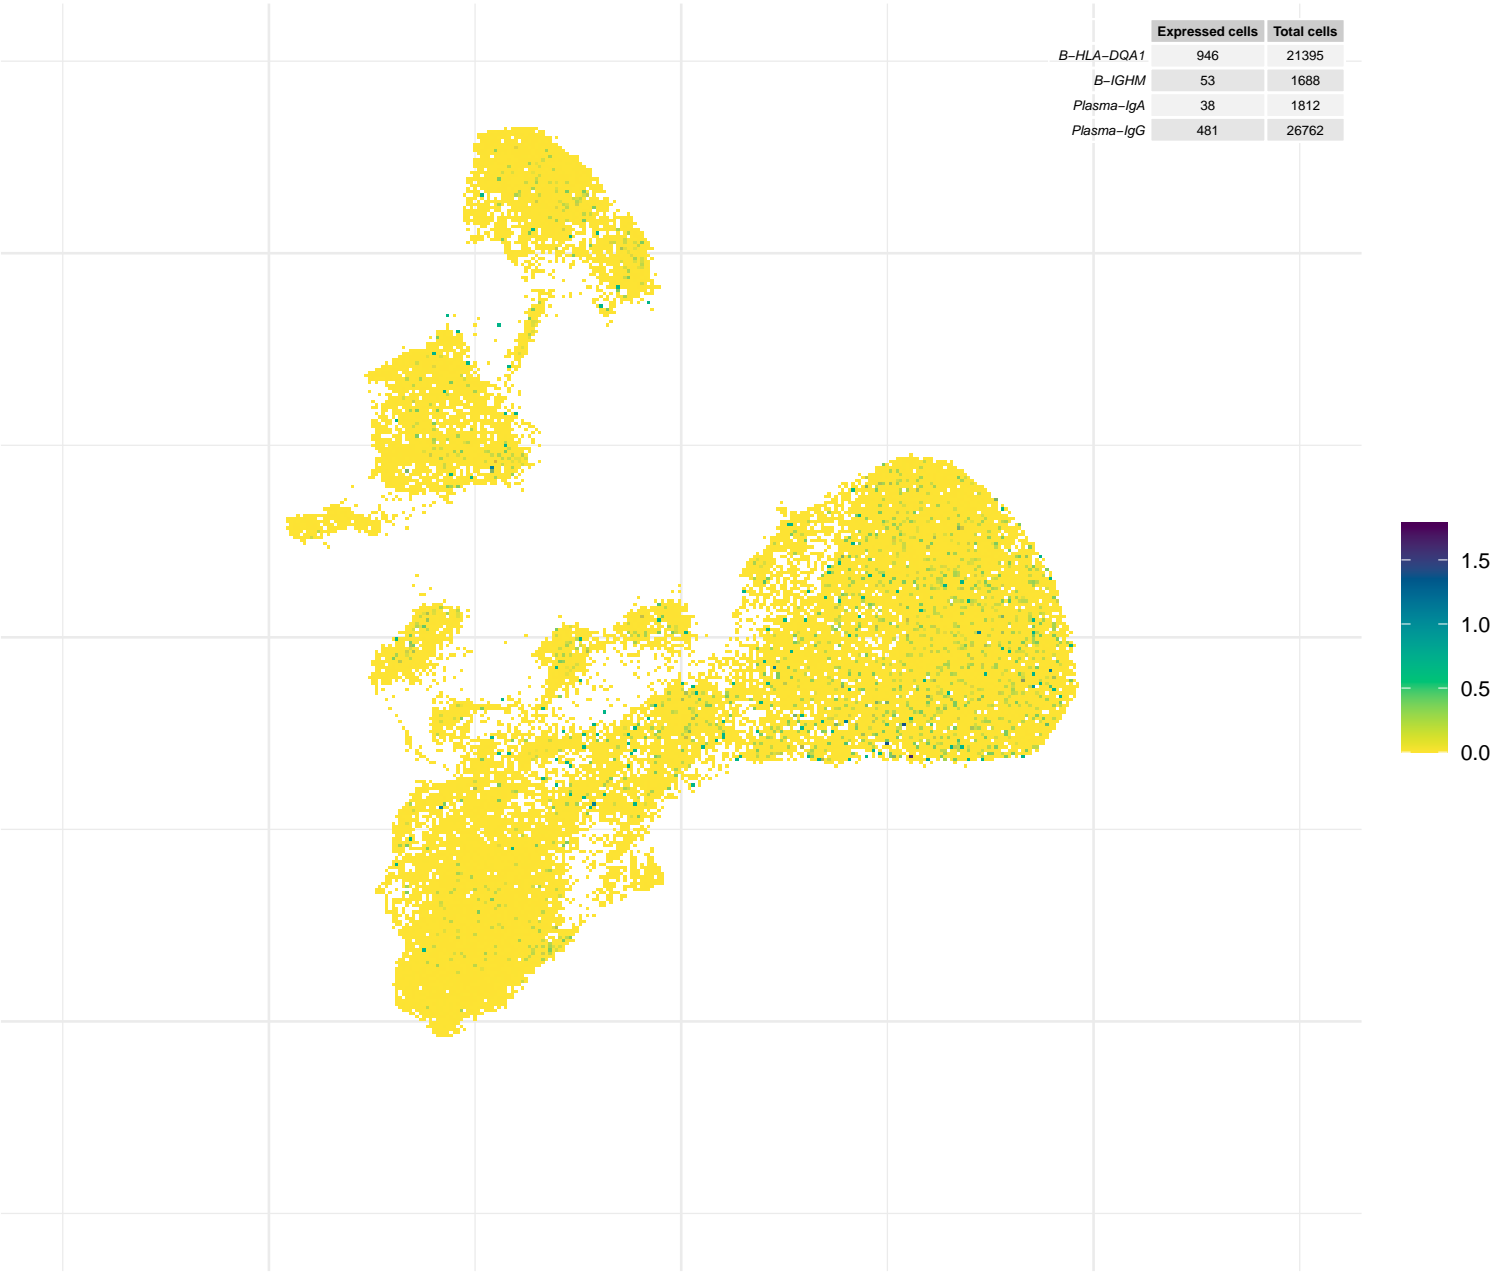 Expressed cells Total cells
B−HLA−DQA1 946 21395
B−IGHM 53 1688
Plasma−IgA 38 1812
Plasma−IgG 481 26762
1.5
1.0
0.5
0.0